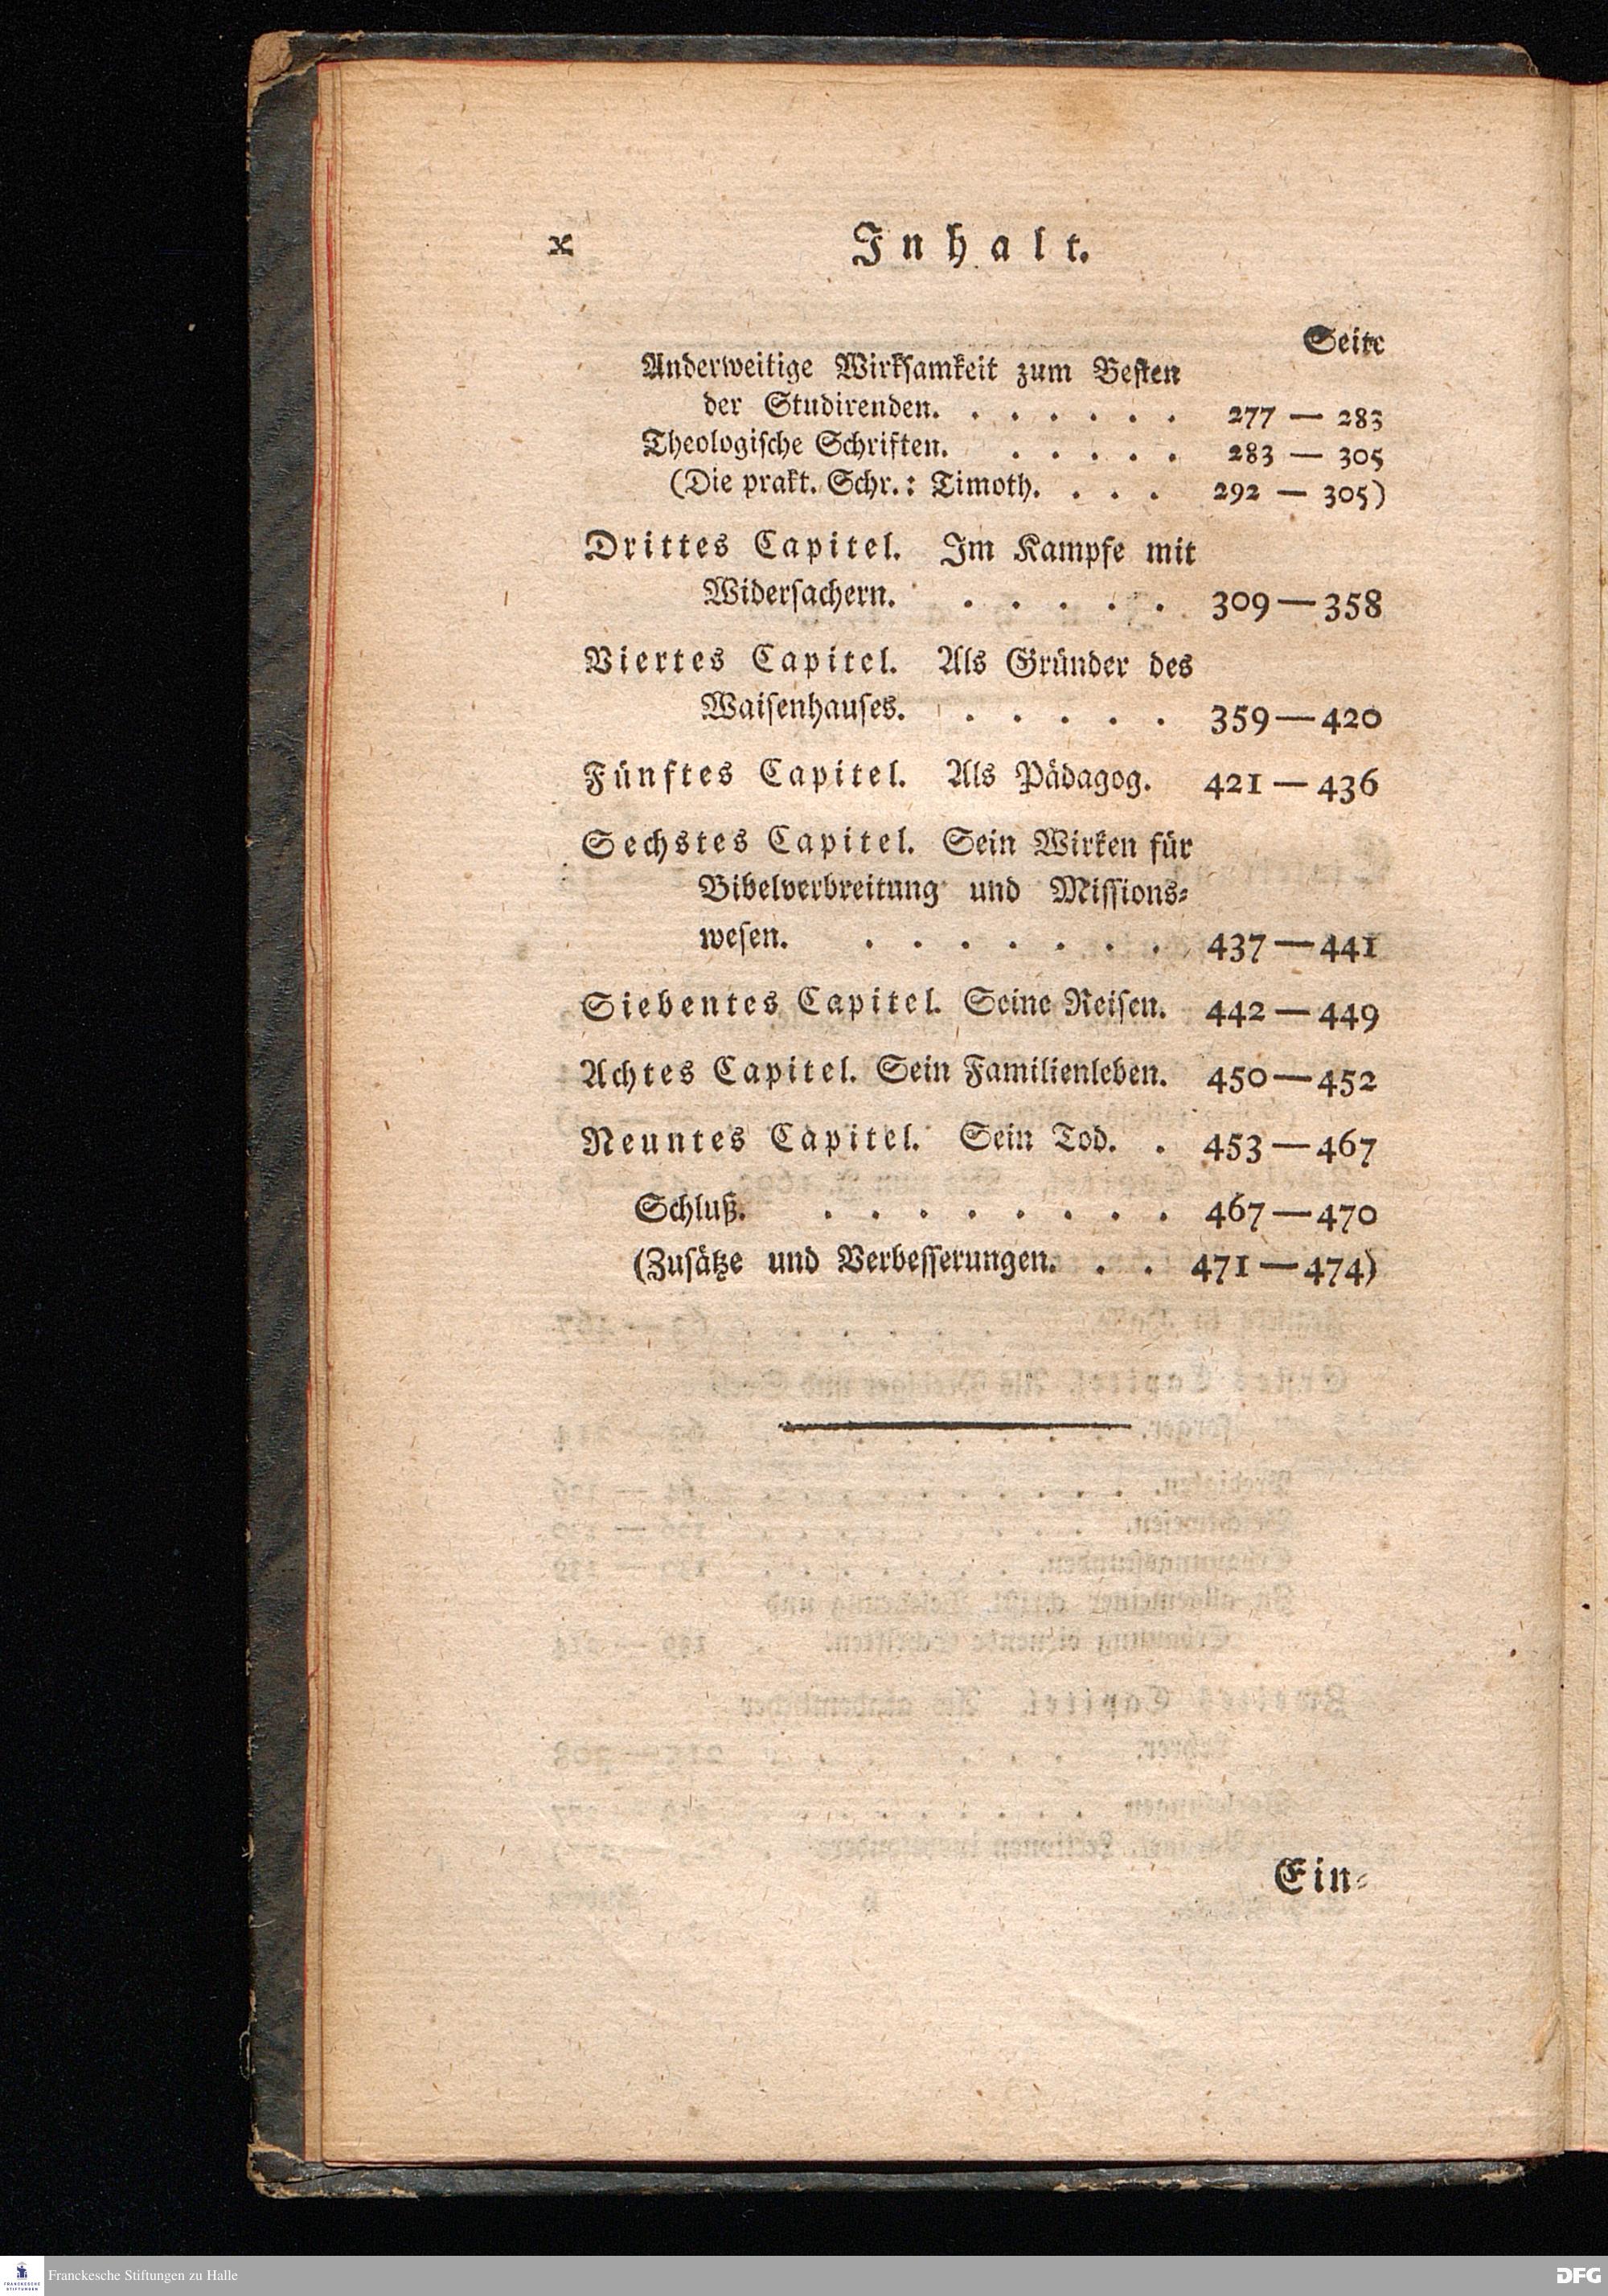 x Inhalt.
Seite
Anderweitige Wirksamkeit zum Besten
der Studirenden. . . . . . . 277 — 283
Theologische Schriften. . . . . . 283 — 305
(Die prakt. Schr.: Timoth. . . . 292 — 305)
Drittes Capitel. Im Kampfe mit
Widersachern. . . . . . 309—358
Viertes Capitel. Als Gründer des
Waisenhauses. . . . . . 359—420
Fünftes Capitel. Als Pädagog. 421—436
Sechstes Capitel. Sein Wirken für
Bibelverbreitung und Missions-
wesen. . . . . . . . 437—441
Siebentes Capitel. Seine Reisen. 442—449
Achtes Capitel. Sein Familienleben. 450—452
Neuntes Capitel. Sein Tod. . 453—467
Schluß. . . . . . . . . 467—470
(Zusätze und Verbesserungen. . . 471—474)
Ein-
FRANCKESCHE STIFTUNGEN
Franckesche Stiftungen zu Halle
DFG